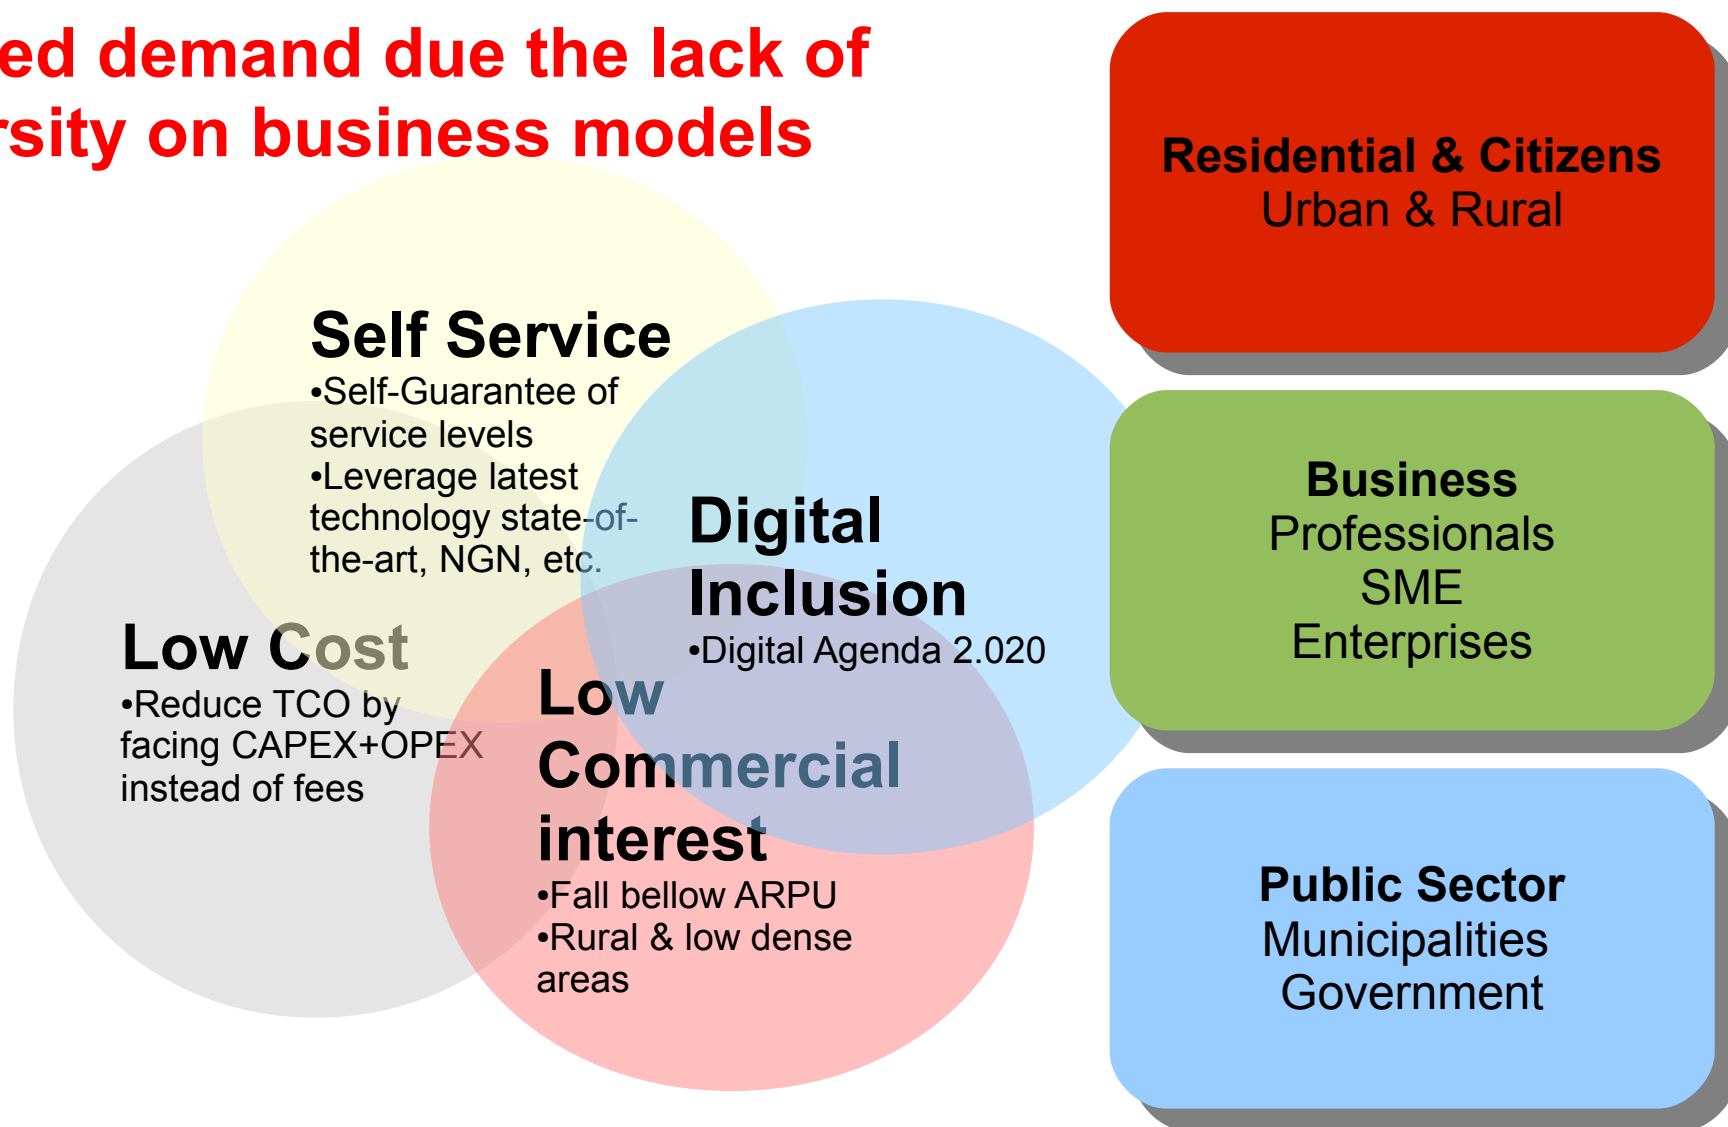 ed demand due the lack of
rsity on business models
Self Service
•Self-Guarantee of
service levels
•Leverage latest
technology state-of-
the-art, NGN, etc.
Digital
Inclusion
•Digital Agenda 2.020
Low Cost
•Reduce TCO by
facing CAPEX+OPEX
instead of fees
Low
Commercial
interest
•Fall bellow ARPU
•Rural & low dense
areas
Residential & Citizens
Urban & Rural
Business
Professionals
SME
Enterprises
Public Sector
Municipalities
Government